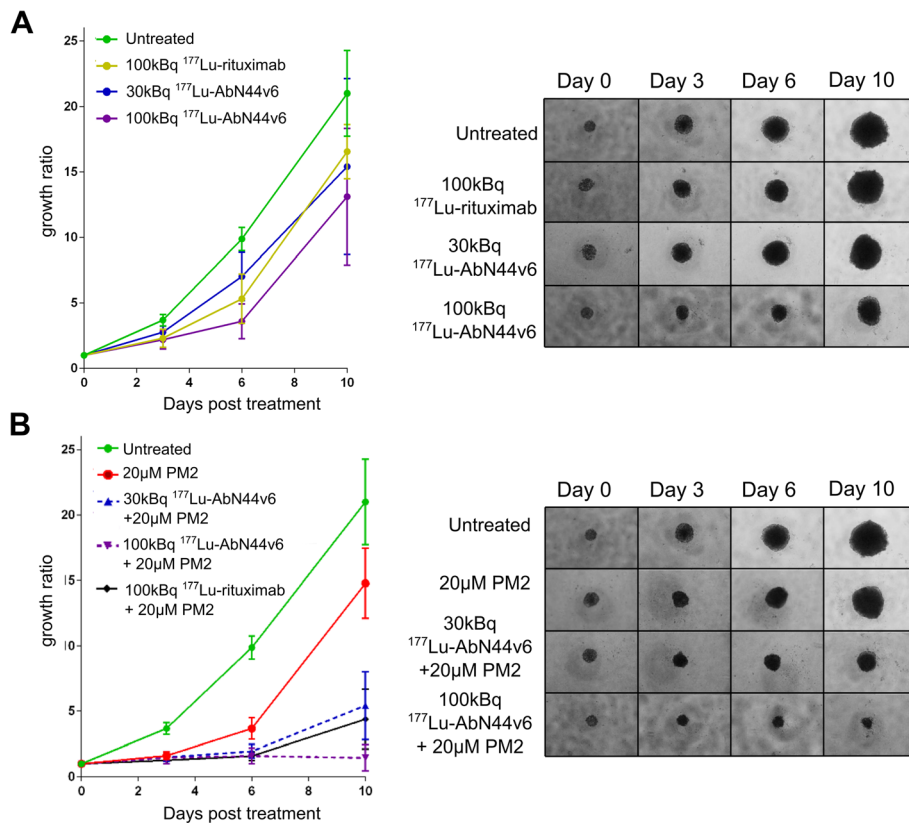 A
25
20
15
10
5
0
growth ratio
Untreated
100kBq ¹⁷⁷Lu-rituximab
30kBq ¹⁷⁷Lu-AbN44v6
100kBq ¹⁷⁷Lu-AbN44v6
0 2 4 6 8 10
Days post treatment
Day 0 Day 3 Day 6 Day 10
Untreated
100kBq
¹⁷⁷Lu-rituximab
30kBq
¹⁷⁷Lu-AbN44v6
100kBq
¹⁷⁷Lu-AbN44v6
B
25
20
15
10
5
0
growth ratio
Untreated
20µM PM2
30kBq ¹⁷⁷Lu-AbN44v6
+20µM PM2
100kBq ¹⁷⁷Lu-AbN44v6
+ 20µM PM2
100kBq ¹⁷⁷Lu-rituximab
+ 20µM PM2
0 2 4 6 8 10
Days post treatment
Day 0 Day 3 Day 6 Day 10
Untreated
20µM PM2
30kBq
¹⁷⁷Lu-AbN44v6
+20µM PM2
100kBq
¹⁷⁷Lu-AbN44v6
+ 20µM PM2